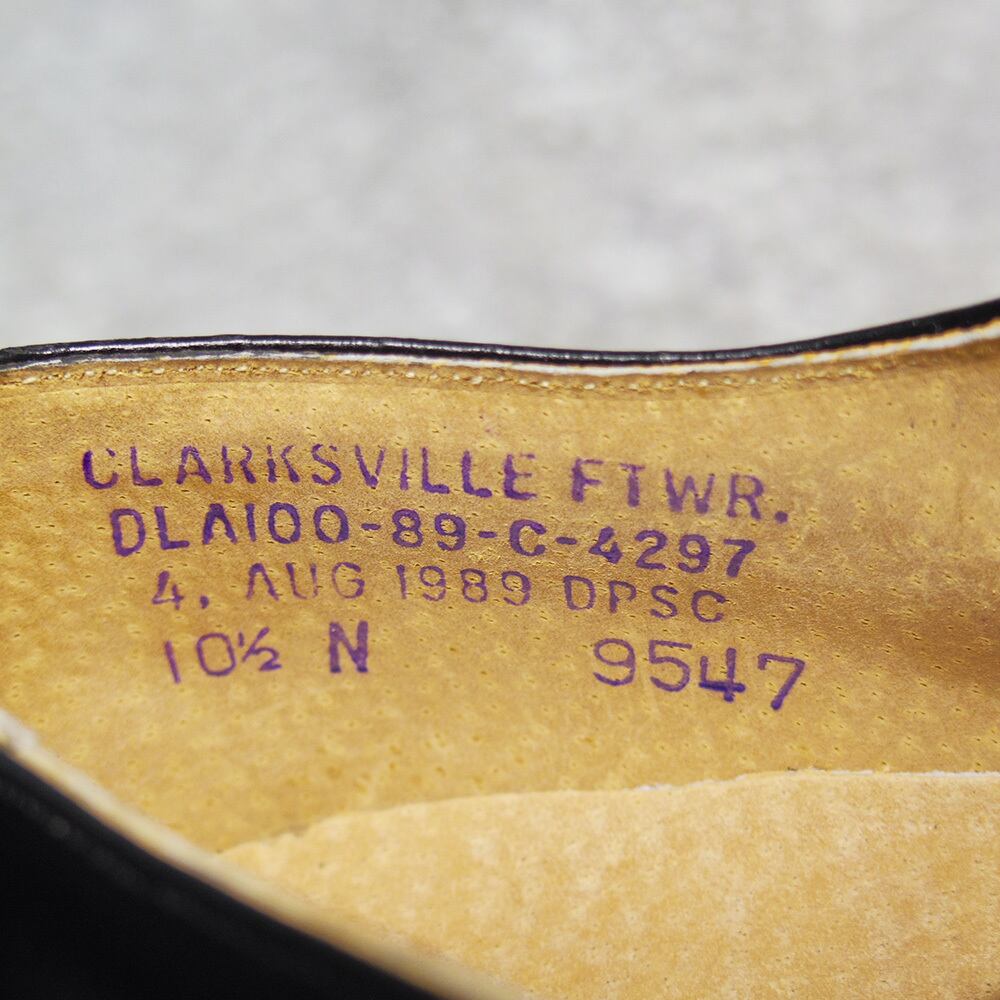 CLARKSVILLE FTWR.
DLA100-89-C-4297
4, AUG 1989 DPSC
10½ N 9547